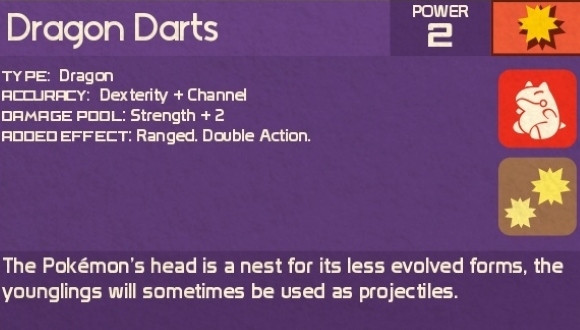 Dragon Darts
POWER
2
TYPE: Dragon
ACCURACY: Dexterity + Channel
DAMAGE POOL: Strength + 2
ADDED EFFECT: Ranged. Double Action.
The Pokémon's head is a nest for its less evolved forms, the
younglings will sometimes be used as projectiles.